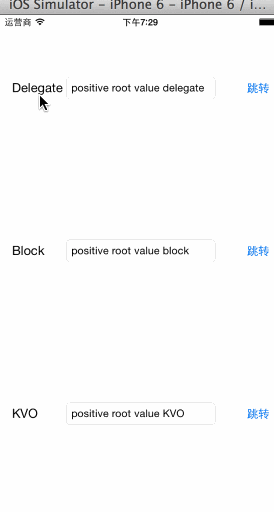 iOS Simulator - iPhone 6 - iPhone 6 / i...
运营商 下午7:29
Delegate positive root value delegate 跳转
Block positive root value block 跳转
KVO positive root value KVO 跳转